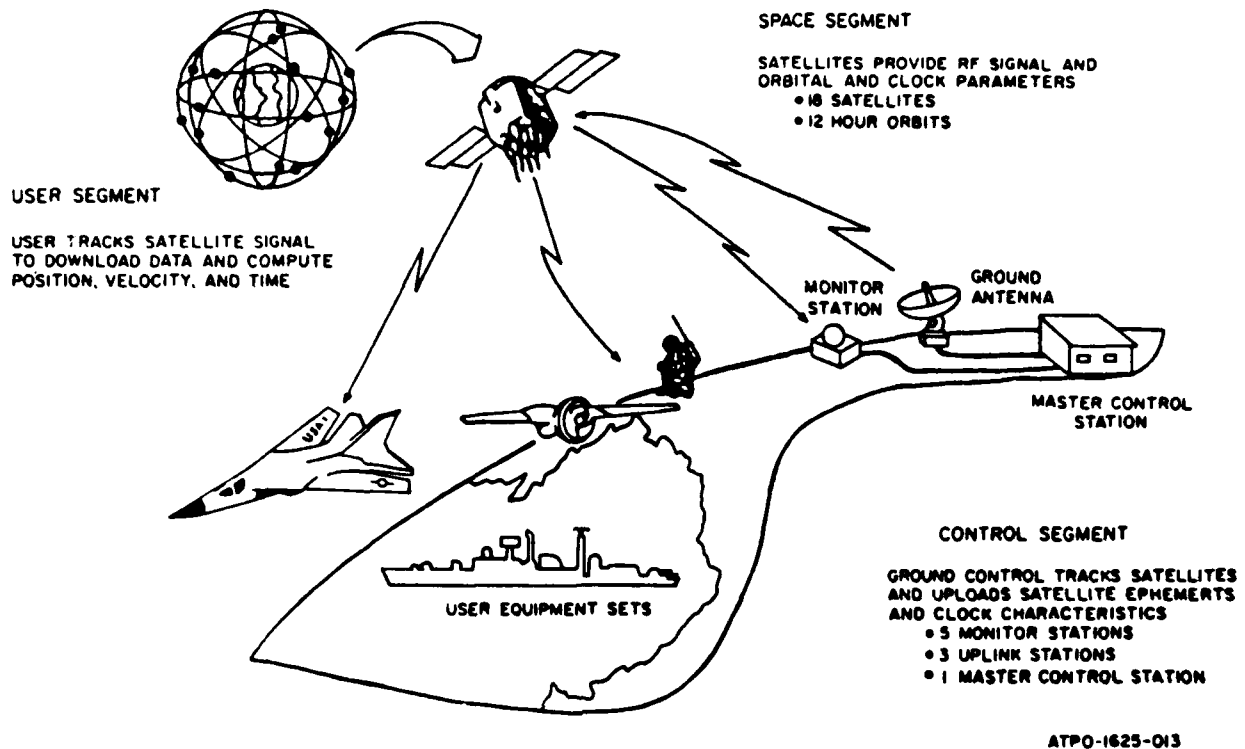 SPACE SEGMENT
SATELLITES PROVIDE RF SIGNAL AND
ORBITAL AND CLOCK PARAMETERS
• 18 SATELLITES
• 12 HOUR ORBITS
USER SEGMENT
USER TRACKS SATELLITE SIGNAL
TO DOWNLOAD DATA AND COMPUTE
POSITION, VELOCITY, AND TIME
MONITOR
STATION
GROUND
ANTENNA
MASTER CONTROL
STATION
USA 1
USER EQUIPMENT SETS
CONTROL SEGMENT
GROUND CONTROL TRACKS SATELLITES
AND UPLOADS SATELLITE EPHEMERTS
AND CLOCK CHARACTERISTICS
• 5 MONITOR STATIONS
• 3 UPLINK STATIONS
• 1 MASTER CONTROL STATION
ATPO-1625-013